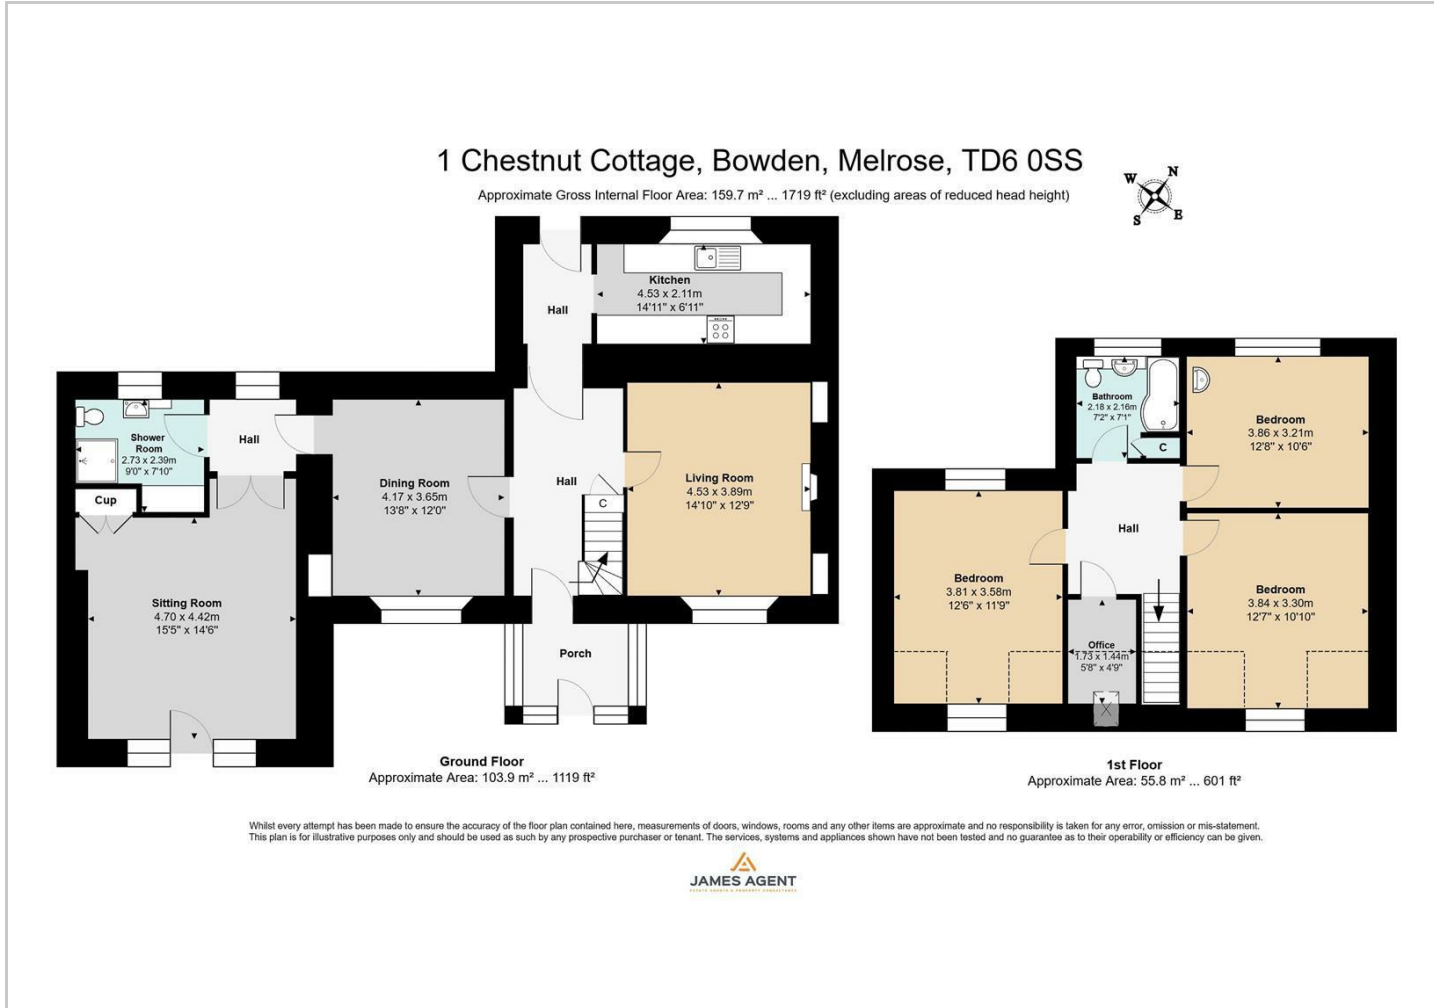 1 Chestnut Cottage, Bowden, Melrose, TD6 0SS
Approximate Gross Internal Floor Area: 159.7 m² ... 1719 ft² (excluding areas of reduced head height)
N
W
S
E
Kitchen
4.53 x 2.11m
14'11" x 6'11"
Hall
Shower
Room
2.73 x 2.39m
9'0" x 7'10"
Hall
Cup
Dining Room
4.17 x 3.65m
13'8" x 12'0"
Hall
C
Living Room
4.53 x 3.89m
14'10" x 12'9"
Sitting Room
4.70 x 4.42m
15'5" x 14'6"
Porch
Ground Floor
Approximate Area: 103.9 m² ... 1119 ft²
Bathroom
2.18 x 2.16m
7'2" x 7'1"
C
Bedroom
3.86 x 3.21m
12'8" x 10'6"
Hall
Bedroom
3.81 x 3.58m
12'6" x 11'9"
Bedroom
3.84 x 3.30m
12'7" x 10'10"
Office
1.73 x 1.44m
5'8" x 4'9"
1st Floor
Approximate Area: 55.8 m² ... 601 ft²
Whilst every attempt has been made to ensure the accuracy of the floor plan contained here, measurements of doors, windows, rooms and any other items are approximate and no responsibility is taken for any error, omission or mis-statement.
This plan is for illustrative purposes only and should be used as such by any prospective purchaser or tenant. The services, systems and appliances shown have not been tested and no guarantee as to their operability or efficiency can be given.
JAMES AGENT
ESTATE AGENTS & PROPERTY CONSULTANTS